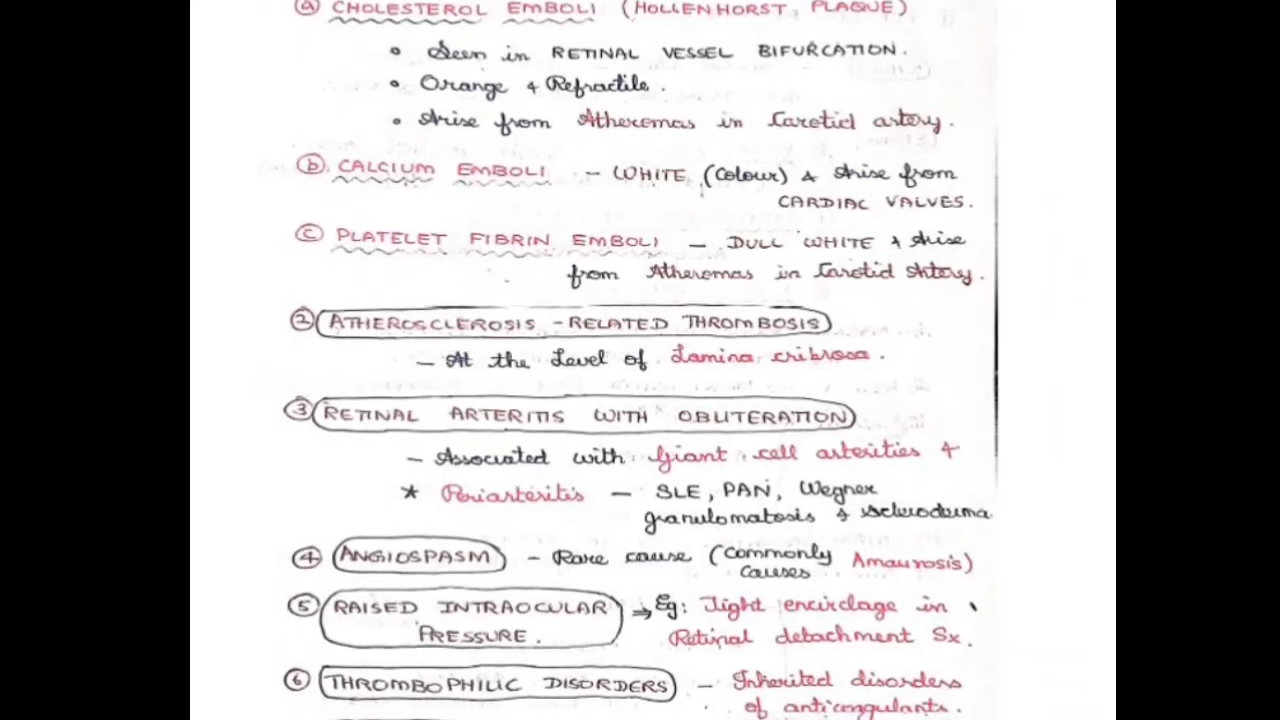 ⓐ CHOLESTEROL EMBOLI (HOLLENHORST PLAQUE)
• Seen in RETINAL VESSEL BIFURCATION.
• Orange & Refractile.
• Arise from Atheromas in Carotid artery.
ⓑ CALCIUM EMBOLI - WHITE (Colour) & Arise from
CARDIAC VALVES.
ⓒ PLATELET FIBRIN EMBOLI - DULL WHITE & Arise
from Atheromas in Carotid Artery.
② ATHEROSCLEROSIS - RELATED THROMBOSIS
- At the Level of Lamina cribrosa.
③ RETINAL ARTERITIS WITH OBLITERATION
- Associated with Giant cell arterities &
* Periarteritis - SLE, PAN, Wegner
granulomatosis & Scleroderma
④ ANGIOSPASM - Rare cause (Commonly Amaurosis)
causes
⑤ RAISED INTRAOCULAR → Eg: Tight encirclage in
PRESSURE. Retinal detachment Sx.
⑥ THROMBOPHILIC DISORDERS - Inherited disorders
of anticongulants.